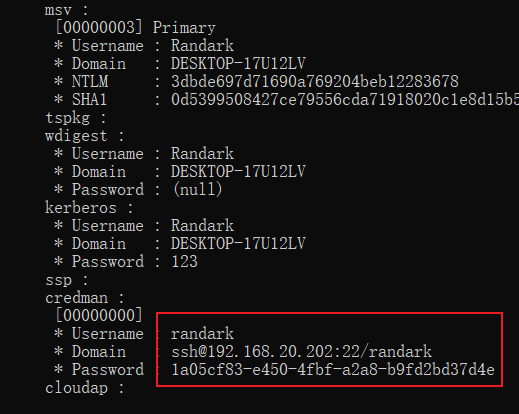 msv :
[00000003] Primary
* Username : Randark
* Domain : DESKTOP-17U12LV
* NTLM : 3dbde697d71690a769204beb12283678
* SHA1 : 0d5399508427ce79556cda71918020c1e8d15b5
tspkg :
wdigest :
* Username : Randark
* Domain : DESKTOP-17U12LV
* Password : (null)
kerberos :
* Username : Randark
* Domain : DESKTOP-17U12LV
* Password : 123
ssp :
credman :
[00000000]
* Username : randark
* Domain : ssh@192.168.20.202:22/randark
* Password : 1a05cf83-e450-4fbf-a2a8-b9fd2bd37d4e
cloudap :